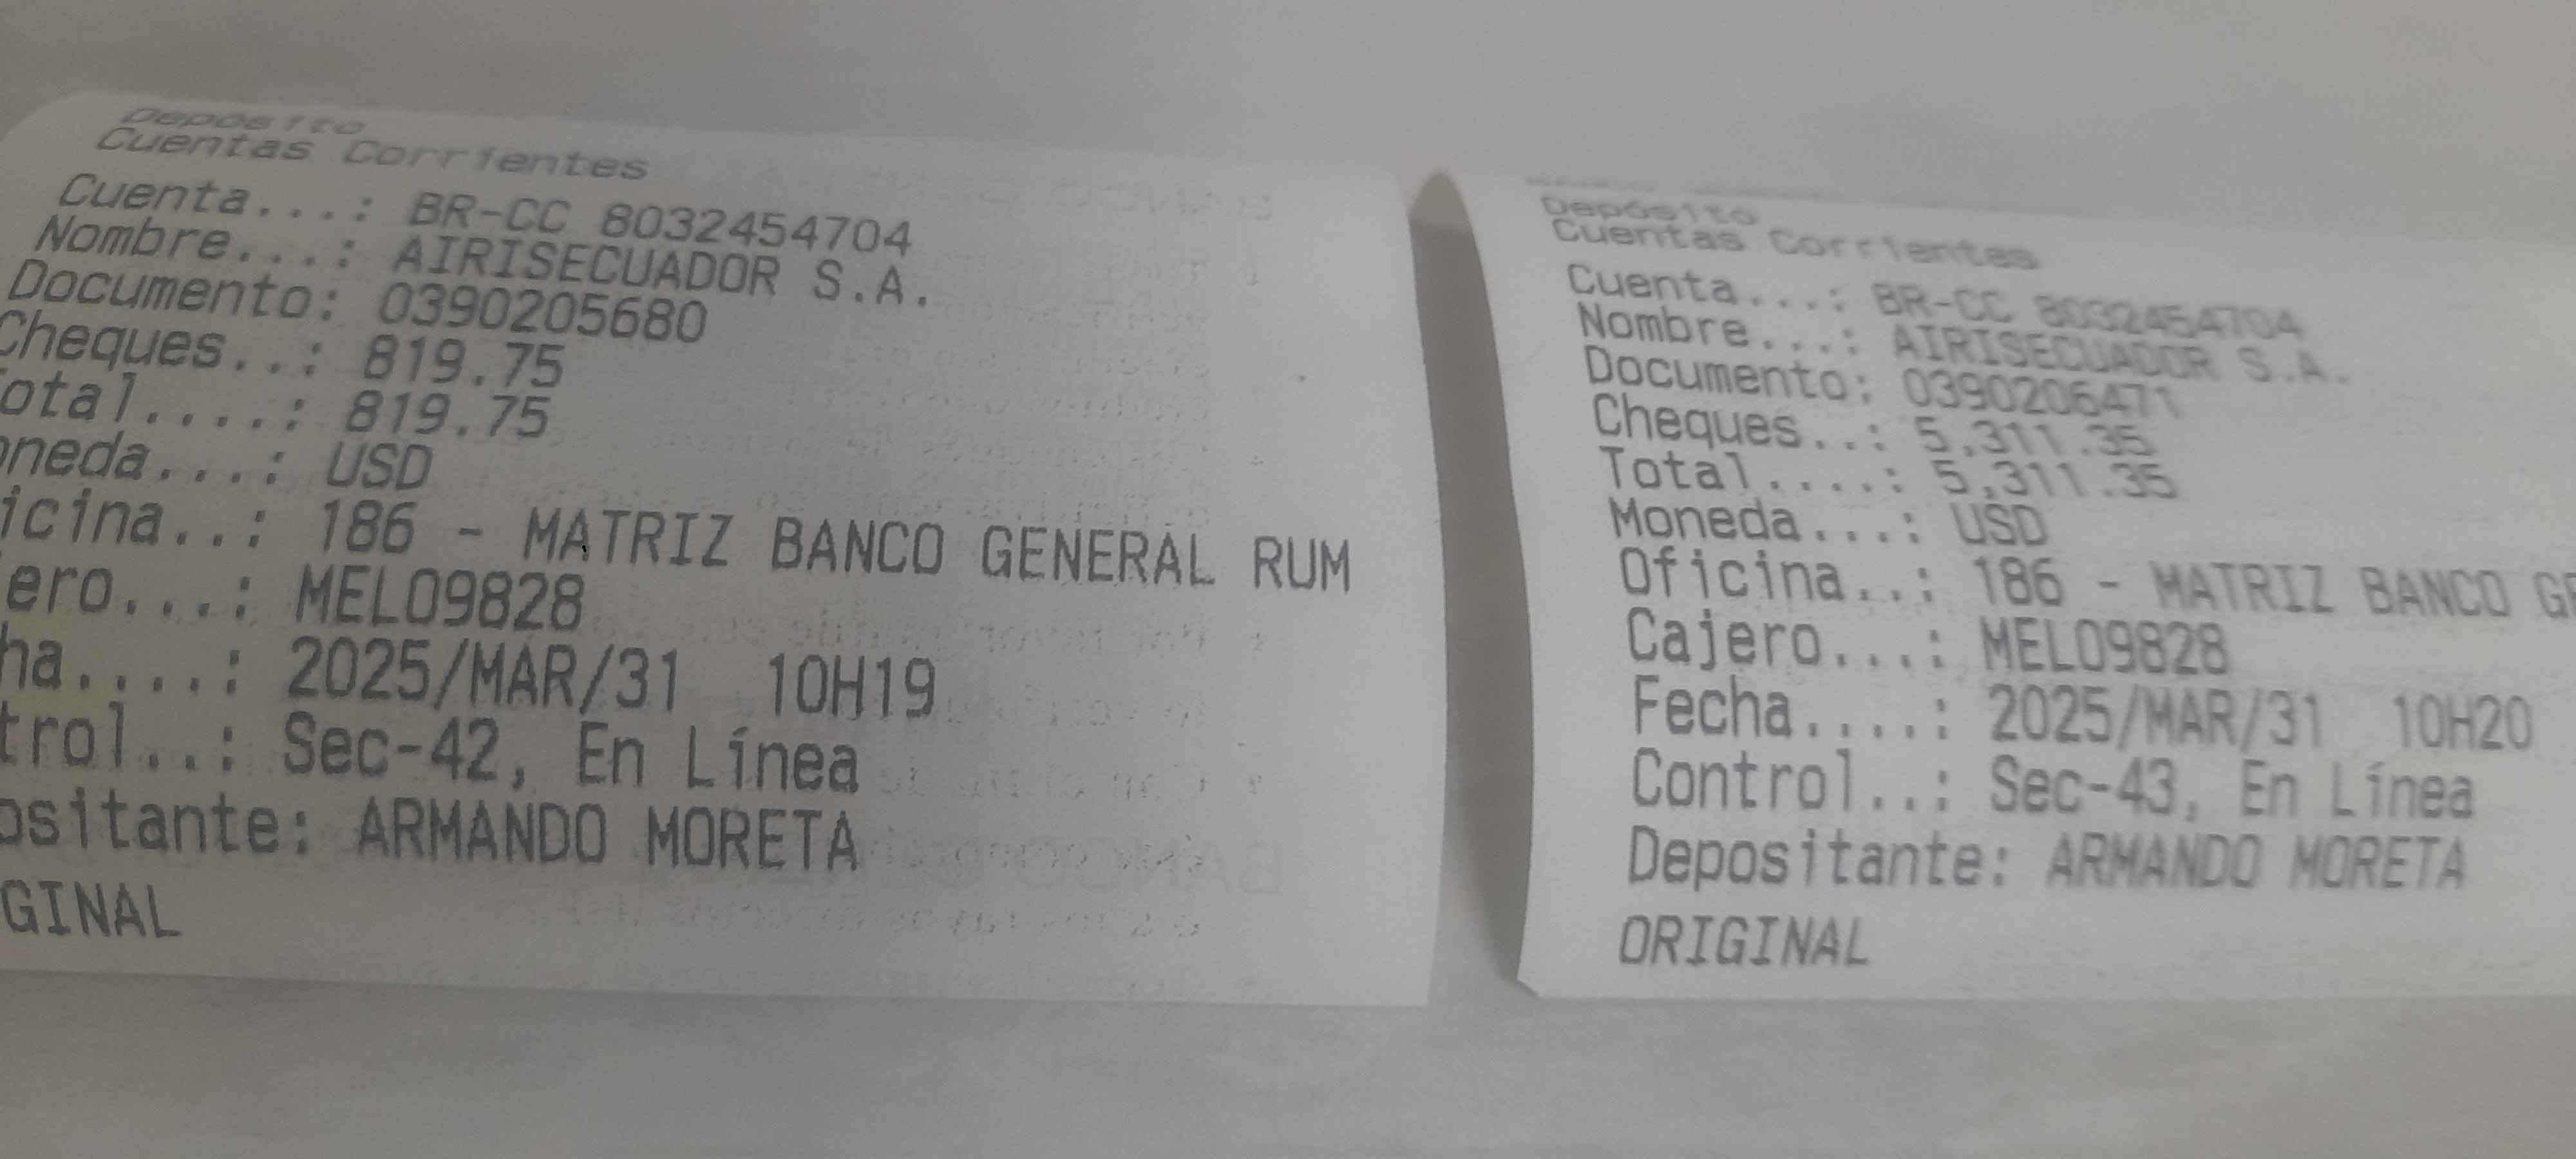 Depósito
Cuentas Corrientes
Cuenta...: BR-CC 8032454704
Nombre...: AIRISECUADOR S.A.
Documento: 0390205680
Cheques..: 819.75
otal....: 819.75
oneda...: USD
icina..: 186 - MATRIZ BANCO GENERAL RUM
ero...: MELO9828
ha....: 2025/MAR/31 10H19
trol..: Sec-42, En Línea
ositante: ARMANDO MORETA
GINAL
Depósito
Cuentas Corrientes
Cuenta...: BR-CC 8032454704
Nombre...: AIRISECUADOR S.A.
Documento: 0390206471
Cheques..: 5,311.35
Total....: 5,311.35
Moneda...: USD
Oficina..: 186 - MATRIZ BANCO GE
Cajero...: MELO9828
Fecha....: 2025/MAR/31 10H20
Control..: Sec-43, En Línea
Depositante: ARMANDO MORETA
ORIGINAL